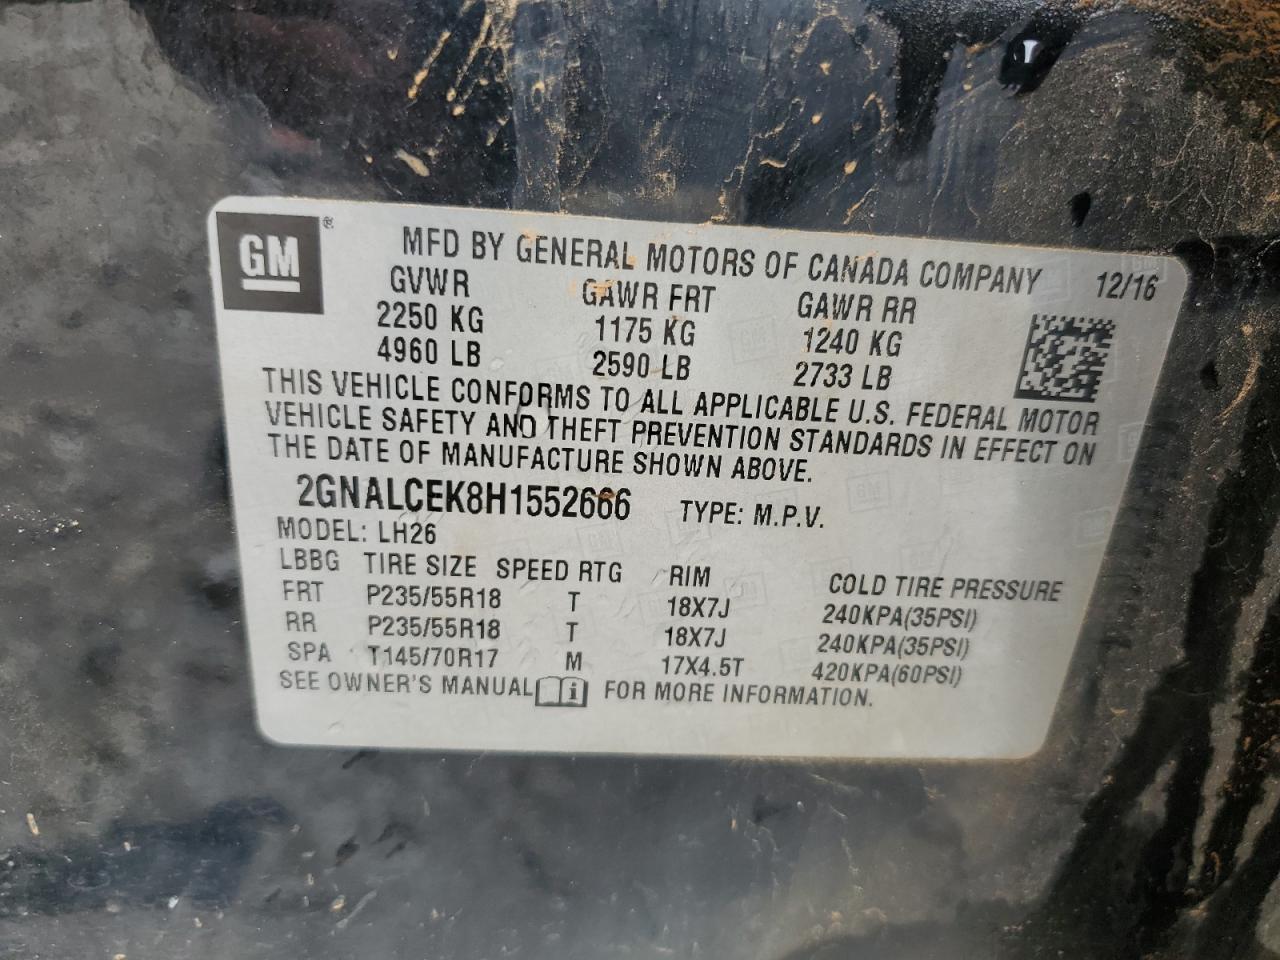 GM ®
MFD BY GENERAL MOTORS OF CANADA COMPANY 12/16
GVWR GAWR FRT GAWR RR
2250 KG 1175 KG 1240 KG
4960 LB 2590 LB 2733 LB
THIS VEHICLE CONFORMS TO ALL APPLICABLE U.S. FEDERAL MOTOR
VEHICLE SAFETY AND THEFT PREVENTION STANDARDS IN EFFECT ON
THE DATE OF MANUFACTURE SHOWN ABOVE.
2GNALCEK8H1552666 TYPE: M.P.V.
MODEL: LH26
LBBG TIRE SIZE SPEED RTG RIM COLD TIRE PRESSURE
FRT P235/55R18 T 18X7J 240KPA(35PSI)
RR P235/55R18 T 18X7J 240KPA(35PSI)
SPA T145/70R17 M 17X4.5T 420KPA(60PSI)
SEE OWNER'S MANUAL FOR MORE INFORMATION.